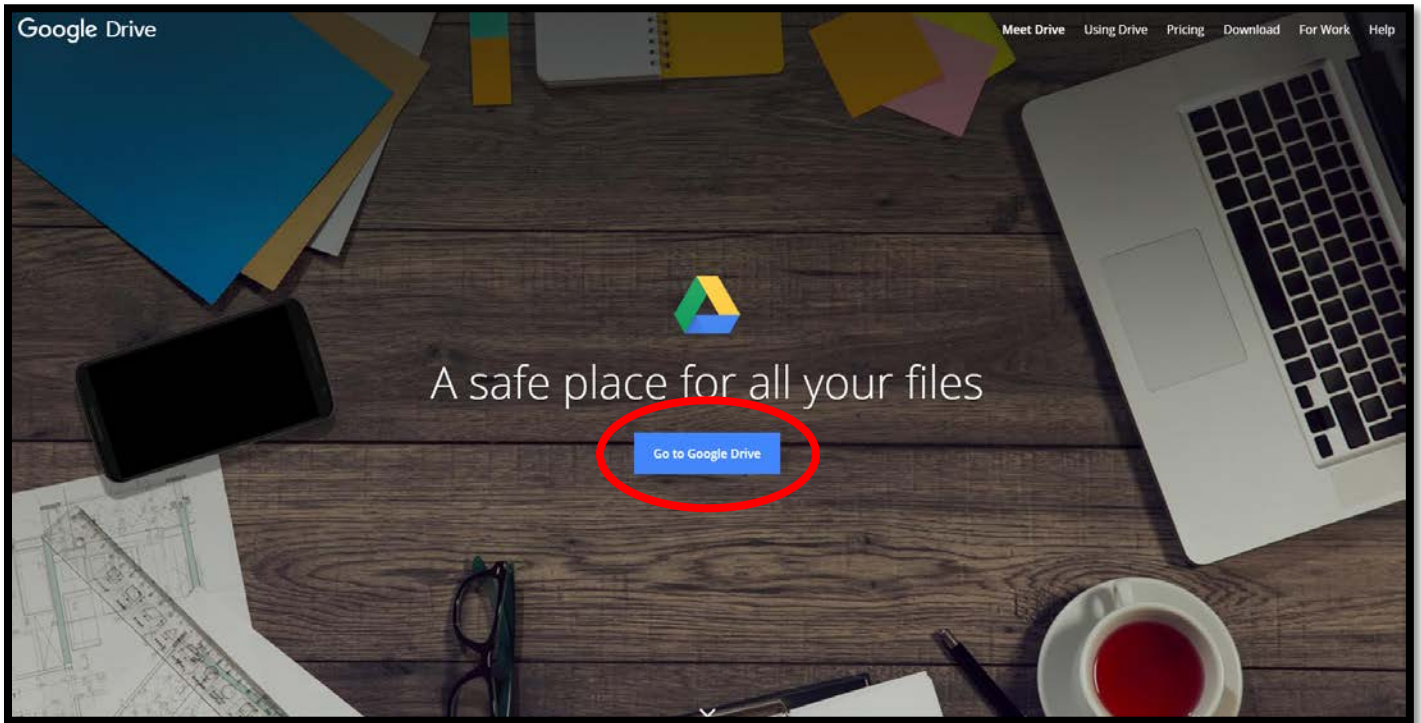 Google Drive
Meet Drive Using Drive Pricing Download For Work Help
A safe place for all your files
Go to Google Drive